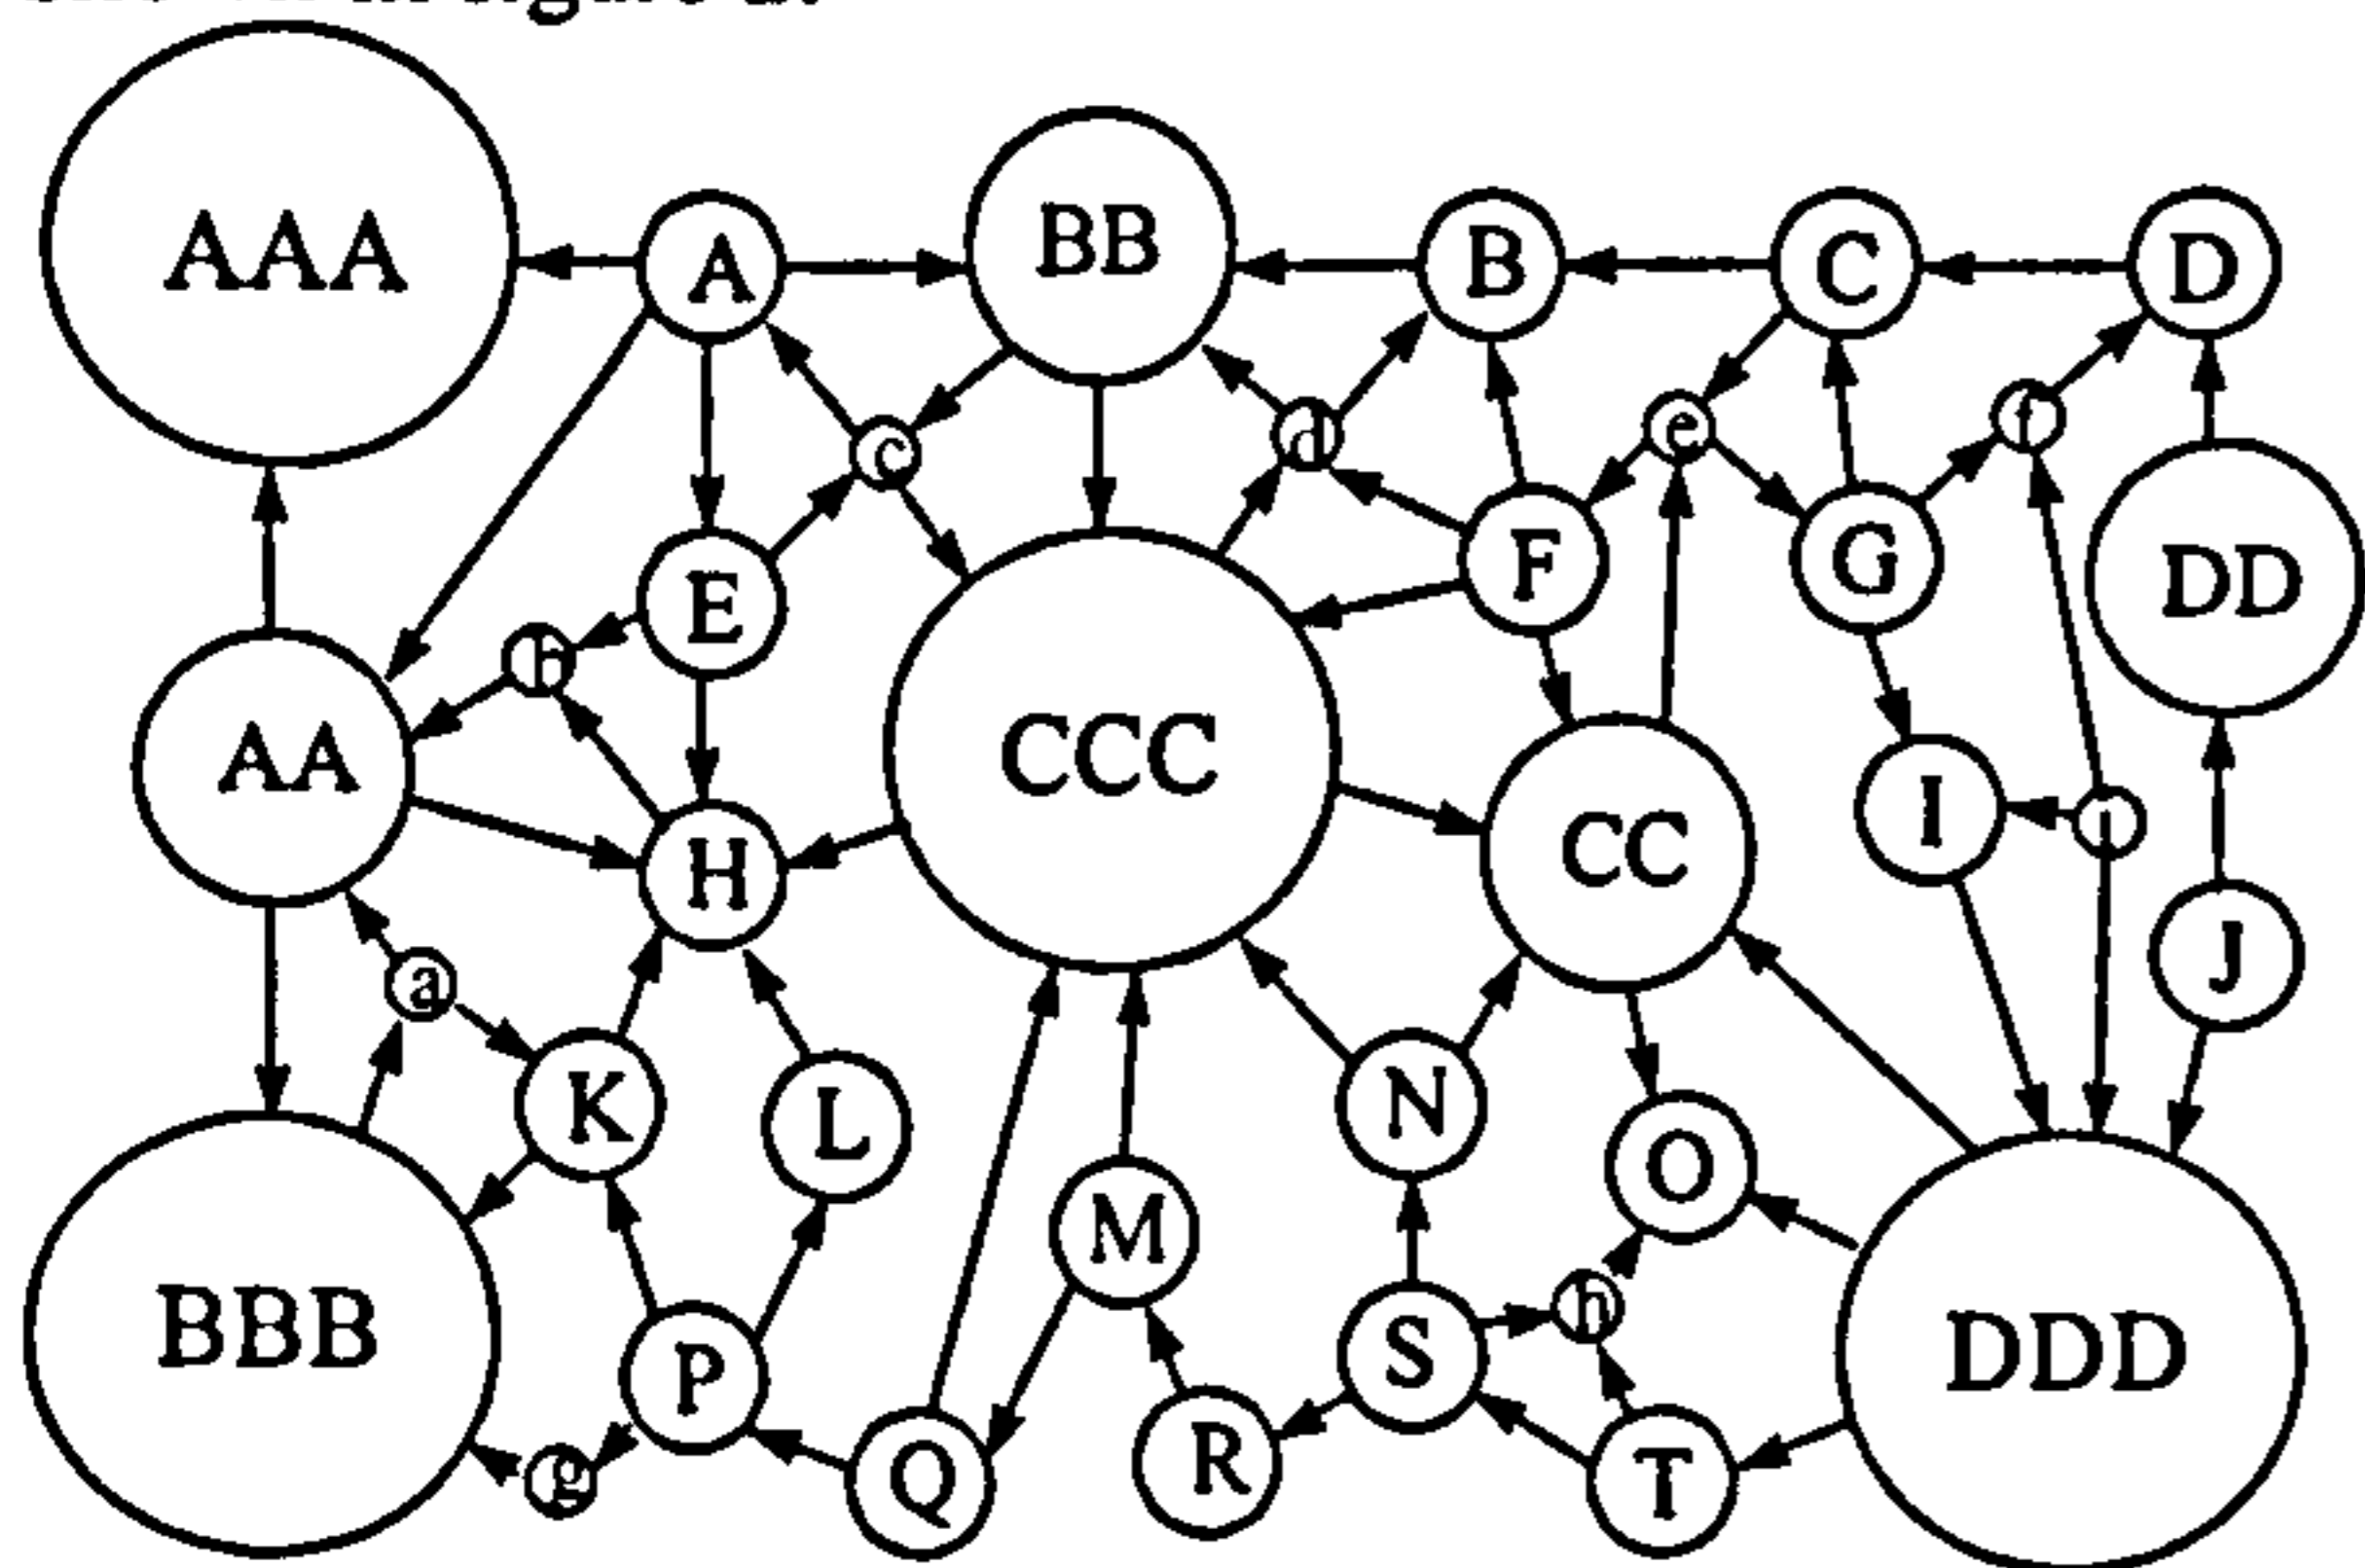 AAA A BB B C D
c d e f
E F G DD
b
AA CCC CC I i
H J
a
K L N O
M
BBB P S h DDD
g Q R T